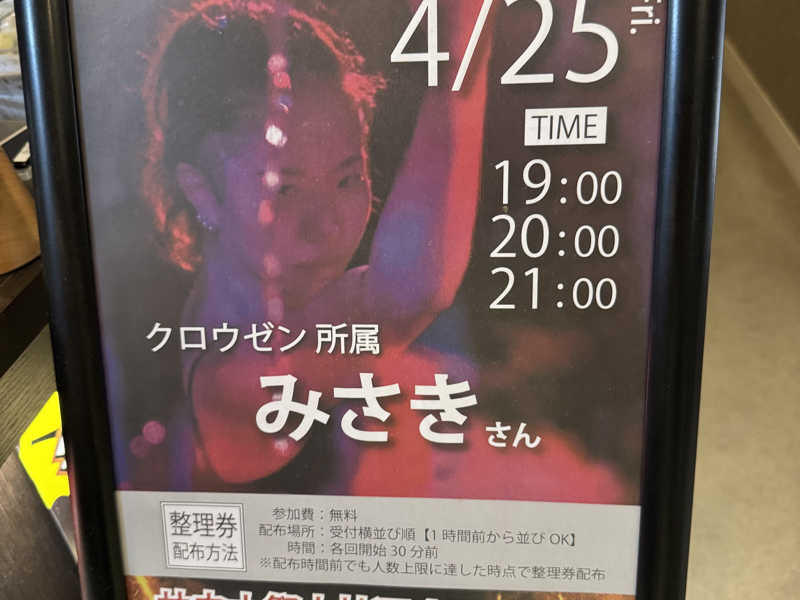 4/25
Fri.
TIME
19:00
20:00
21:00
クロウゼン 所属
みさき さん
整理券
配布方法
参加費：無料
配布場所：受付横並び順【1時間前から並びOK】
時間：各回開始30分前
※配布時間前でも人数上限に達した時点で整理券配布